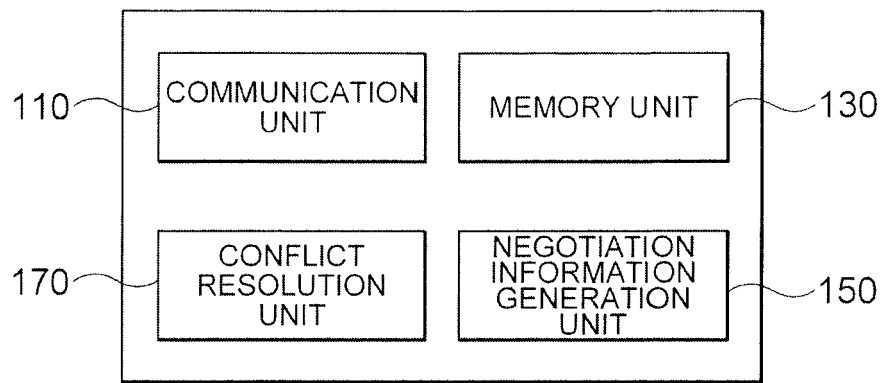 110
COMMUNICATION
UNIT
MEMORY UNIT
130
170
CONFLICT
RESOLUTION
UNIT
NEGOTIATION
INFORMATION
GENERATION
UNIT
150